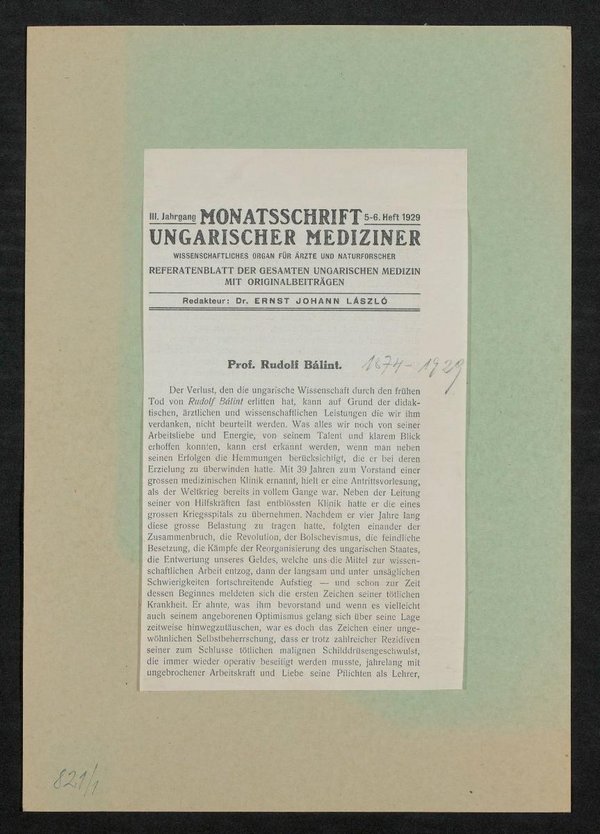 III. Jahrgang MONATSSCHRIFT 5-6. Heft 1929
UNGARISCHER MEDIZINER
WISSENSCHAFTLICHES ORGAN FÜR ÄRZTE UND NATURFORSCHER
REFERATENBLATT DER GESAMTEN UNGARISCHEN MEDIZIN
MIT ORIGINALBEITRÄGEN
Redakteur: Dr. ERNST JOHANN LÁSZLÓ
Prof. Rudolf Bálint. 1874-1929
Der Verlust, den die ungarische Wissenschaft durch den frühen
Tod von Rudolf Bálint erlitten hat, kann auf Grund der didak-
tischen, ärztlichen und wissenschaftlichen Leistungen die wir ihm
verdanken, nicht beurteilt werden. Was alles wir noch von seiner
Arbeitsliebe und Energie, von seinem Talent und klarem Blick
erhoffen konnten, kann erst erkannt werden, wenn man neben
seinen Erfolgen die Hemmungen berücksichtigt, die er bei deren
Erzielung zu überwinden hatte. Mit 39 Jahren zum Vorstand einer
grossen medizinischen Klinik ernannt, hielt er eine Antrittsvorlesung,
als der Weltkrieg bereits in vollem Gange war. Neben der Leitung
seiner von Hilfskräften fast entblössten Klinik hatte er die eines
grossen Kriegsspitals zu übernehmen. Nachdem er vier Jahre lang
diese grosse Belastung zu tragen hatte, folgten einander der
Zusammenbruch, die Revolution, der Bolschevismus, die feindliche
Besetzung, die Kämpfe der Reorganisierung des ungarischen Staates,
die Entwertung unseres Geldes, welche uns die Mittel zur wissen-
schaftlichen Arbeit entzog, dann der langsam und unter unsäglichen
Schwierigkeiten fortschreitende Aufstieg — und schon zur Zeit
dessen Beginnes meldeten sich die ersten Zeichen seiner tötlichen
Krankheit. Er ahnte, was ihm bevorstand und wenn es vielleicht
auch seinem angeborenen Optimismus gelang sich über seine Lage
zeitweise hinwegzutäuschen, war es doch das Zeichen einer unge-
wöhnlichen Selbstbeherrschung, dass er trotz zahlreicher Rezidiven
seiner zum Schlusse tötlichen malignen Schilddrüsengeschwulst,
die immer wieder operativ beseitigt werden musste, jahrelang mit
ungebrochener Arbeitskraft und Liebe seine Pflichten als Lehrer,
821/1